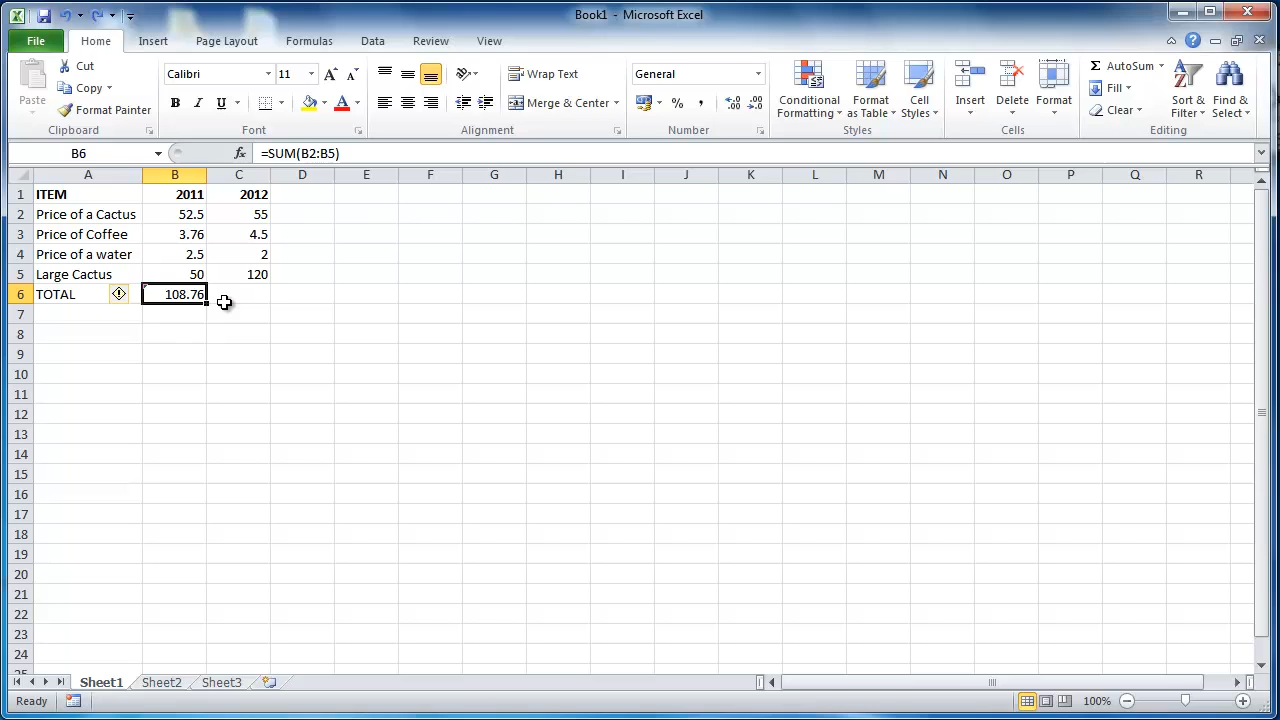 Book1 - Microsoft Excel
File Home Insert Page Layout Formulas Data Review View
Paste
Cut
Copy
Format Painter
Clipboard
Calibri 11
B I U
Font
Wrap Text
Merge & Center
Alignment
General
$ % , .0 .00
Number
Conditional Formatting
Format as Table
Cell Styles
Styles
Insert
Delete
Format
Cells
Σ AutoSum
Fill
Clear
Sort & Filter
Find & Select
Editing
B6 fx =SUM(B2:B5)
A B C D E F G H I J K L M N O P Q R
1 ITEM 2011 2012
2 Price of a Cactus 52.5 55
3 Price of Coffee 3.76 4.5
4 Price of a water 2.5 2
5 Large Cactus 50 120
6 TOTAL 108.76
7
8
9
10
11
12
13
14
15
16
17
18
19
20
21
22
23
24
25
Sheet1 Sheet2 Sheet3
Ready 100%